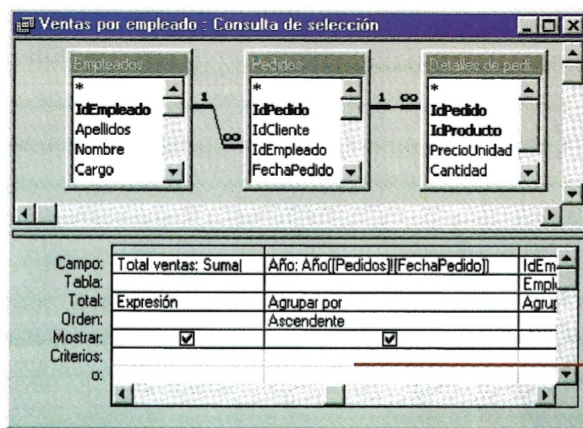 Ventas por empleado : Consulta de selección
Empleados
*
IdEmpleado
Apellidos
Nombre
Cargo
1
∞
Pedidos
*
IdPedido
IdCliente
IdEmpleado
FechaPedido
1 ∞
Detalles de pedi...
*
IdPedido
IdProducto
PrecioUnidad
Cantidad
Campo: Total ventas: Suma( Año: Año([Pedidos]![FechaPedido]) IdEm
Tabla: Emple
Total: Expresión Agrupar por Agrup
Orden: Ascendente
Mostrar:
Criterios:
o: